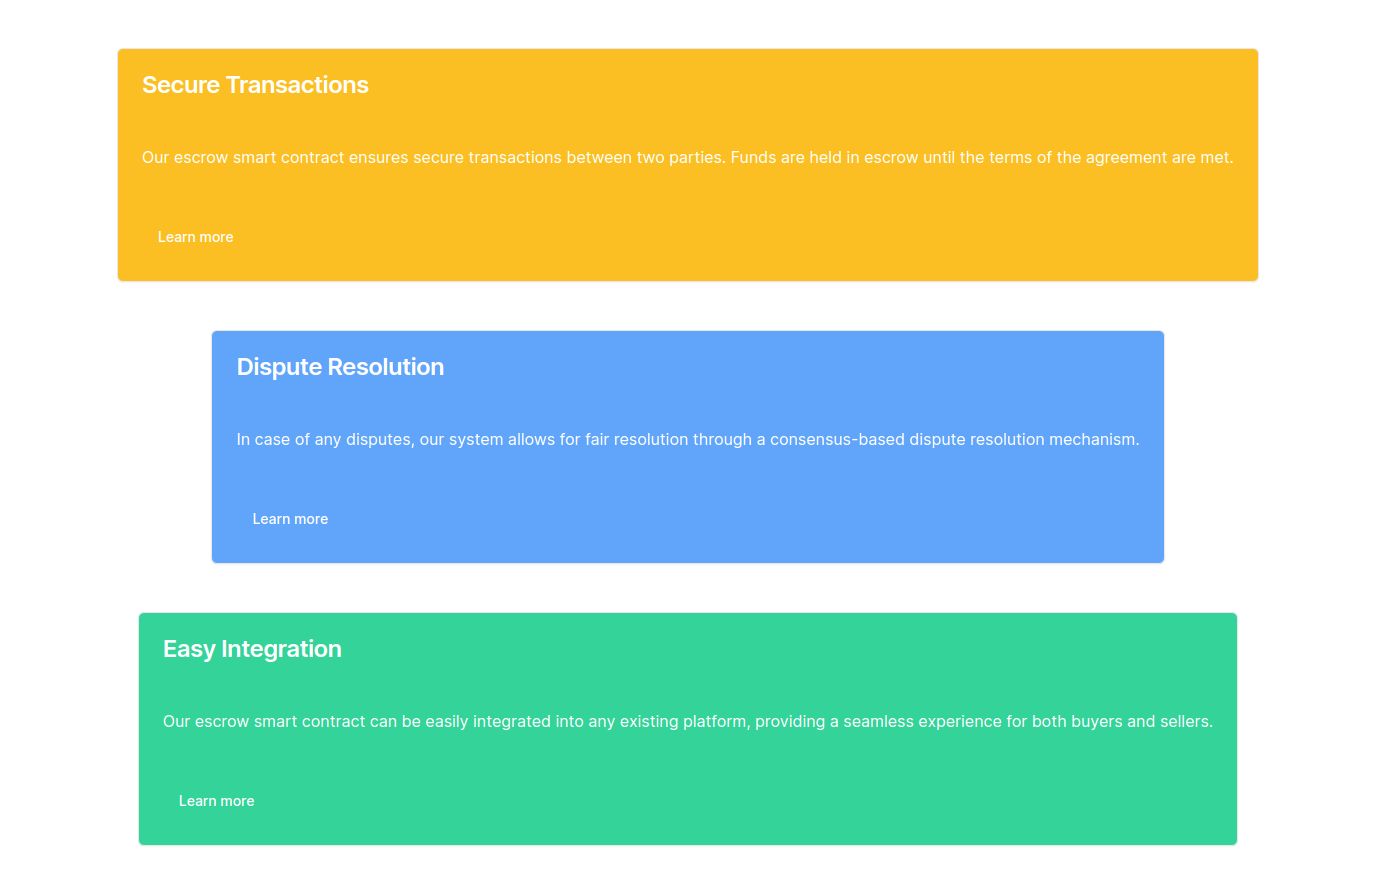 Secure Transactions
Our escrow smart contract ensures secure transactions between two parties. Funds are held in escrow until the terms of the agreement are met.
Learn more
Dispute Resolution
In case of any disputes, our system allows for fair resolution through a consensus-based dispute resolution mechanism.
Learn more
Easy Integration
Our escrow smart contract can be easily integrated into any existing platform, providing a seamless experience for both buyers and sellers.
Learn more